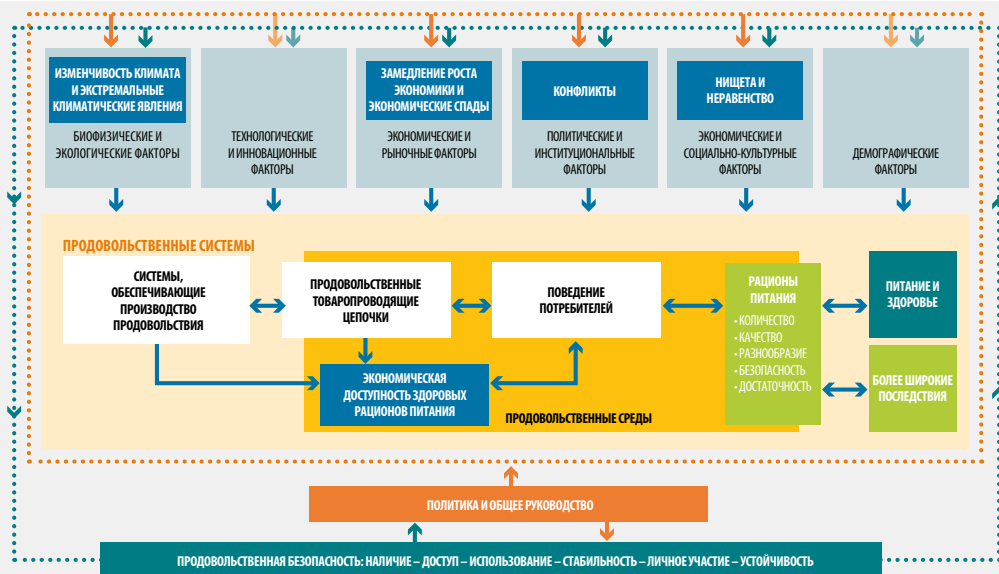 ИЗМЕНЧИВОСТЬ КЛИМАТА
И ЭКСТРЕМАЛЬНЫЕ
КЛИМАТИЧЕСКИЕ ЯВЛЕНИЯ
БИОФИЗИЧЕСКИЕ И
ЭКОЛОГИЧЕСКИЕ ФАКТОРЫ
ТЕХНОЛОГИЧЕСКИЕ
И ИННОВАЦИОННЫЕ
ФАКТОРЫ
ЗАМЕДЛЕНИЕ РОСТА
ЭКОНОМИКИ И
ЭКОНОМИЧЕСКИЕ СПАДЫ
ЭКОНОМИЧЕСКИЕ И
РЫНОЧНЫЕ ФАКТОРЫ
КОНФЛИКТЫ
ПОЛИТИЧЕСКИЕ И
ИНСТИТУЦИОНАЛЬНЫЕ
ФАКТОРЫ
НИЩЕТА И
НЕРАВЕНСТВО
ЭКОНОМИЧЕСКИЕ И
СОЦИАЛЬНО-КУЛЬТУРНЫЕ
ФАКТОРЫ
ДЕМОГРАФИЧЕСКИЕ
ФАКТОРЫ
ПРОДОВОЛЬСТВЕННЫЕ СИСТЕМЫ
СИСТЕМЫ,
ОБЕСПЕЧИВАЮЩИЕ
ПРОИЗВОДСТВО
ПРОДОВОЛЬСТВИЯ
ПРОДОВОЛЬСТВЕННЫЕ
ТОВАРОПРОВОДЯЩИЕ
ЦЕПОЧКИ
ПОВЕДЕНИЕ
ПОТРЕБИТЕЛЕЙ
РАЦИОНЫ
ПИТАНИЯ
• КОЛИЧЕСТВО
• КАЧЕСТВО
• РАЗНООБРАЗИЕ
• БЕЗОПАСНОСТЬ
• ДОСТАТОЧНОСТЬ
ПИТАНИЕ И
ЗДОРОВЬЕ
БОЛЕЕ ШИРОКИЕ
ПОСЛЕДСТВИЯ
ЭКОНОМИЧЕСКАЯ
ДОСТУПНОСТЬ ЗДОРОВЫХ
РАЦИОНОВ ПИТАНИЯ
ПРОДОВОЛЬСТВЕННЫЕ СРЕДЫ
ПОЛИТИКА И ОБЩЕЕ РУКОВОДСТВО
ПРОДОВОЛЬСТВЕННАЯ БЕЗОПАСНОСТЬ: НАЛИЧИЕ – ДОСТУП – ИСПОЛЬЗОВАНИЕ – СТАБИЛЬНОСТЬ – ЛИЧНОЕ УЧАСТИЕ – УСТОЙЧИВОСТЬ